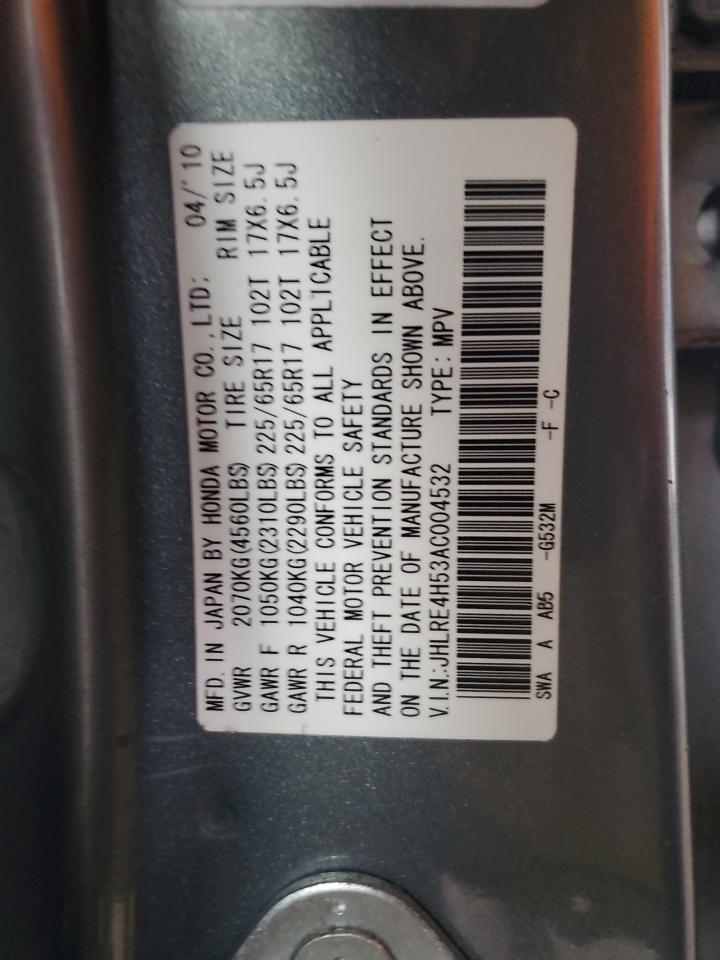 MFD. IN JAPAN BY HONDA MOTOR CO., LTD: 04/'10
GVWR 2070KG(4560LBS) TIRE SIZE RIM SIZE
GAWR F 1050KG(2310LBS) 225/65R17 102T 17X6.5J
GAWR R 1040KG(2290LBS) 225/65R17 102T 17X6.5J
THIS VEHICLE CONFORMS TO ALL APPLICABLE
FEDERAL MOTOR VEHICLE SAFETY
AND THEFT PREVENTION STANDARDS IN EFFECT
ON THE DATE OF MANUFACTURE SHOWN ABOVE.
V.I.N.:JHLRE4H53AC004532 TYPE: MPV
SWA A AB5 -G532M -F -C